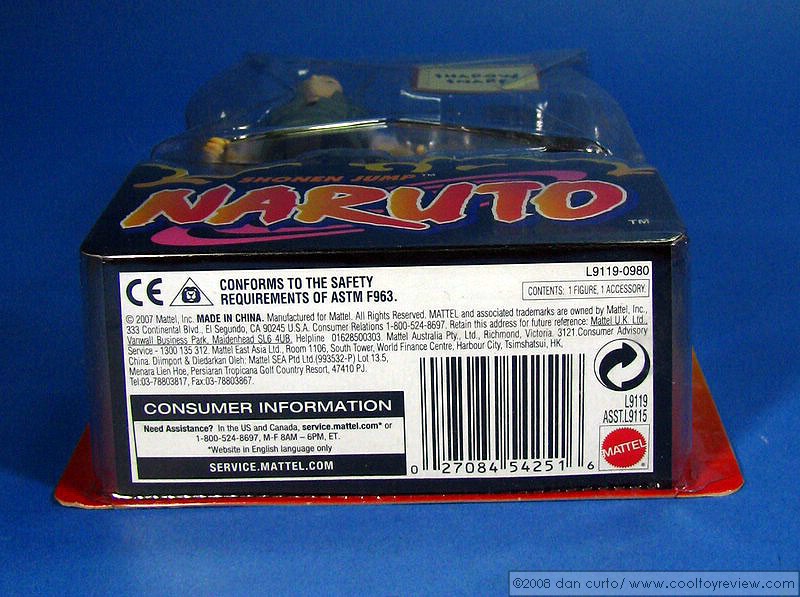 SHADOW
SNARE
SHONEN JUMP™
NARUTO
TM
L9119-0980
CE
CONFORMS TO THE SAFETY
REQUIREMENTS OF ASTM F963.
CONTENTS: 1 FIGURE, 1 ACCESSORY.
© 2007 Mattel, Inc. MADE IN CHINA. Manufactured for Mattel. All Rights Reserved. MATTEL and associated trademarks are owned by Mattel, Inc.,
333 Continental Blvd., El Segundo, CA 90245 U.S.A. Consumer Relations 1-800-524-8697. Retain this address for future reference: Mattel U.K. Ltd.,
Vanwall Business Park, Maidenhead SL6 4UB. Helpline 01628500303. Mattel Australia Pty., Ltd., Richmond, Victoria. 3121.Consumer Advisory
Service - 1300 135 312. Mattel East Asia Ltd., Room 1106, South Tower, World Finance Centre, Harbour City, Tsimshatsui, HK,
China. Diimport & Diedarkan Oleh: Mattel SEA Ptd Ltd.(993532-P) Lot 13.5,
Menara Lien Hoe, Persiaran Tropicana Golf Country Resort, 47410 PJ.
Tel:03-78803817, Fax:03-78803867.
L9119
ASST.L9115
CONSUMER INFORMATION
Need Assistance? In the US and Canada, service.mattel.com* or
1-800-524-8697, M-F 8AM – 6PM, ET.
*Website in English language only
SERVICE.MATTEL.COM
0 27084 54251 6
MATTEL
®
©2008 dan curto/ www.cooltoyreview.com